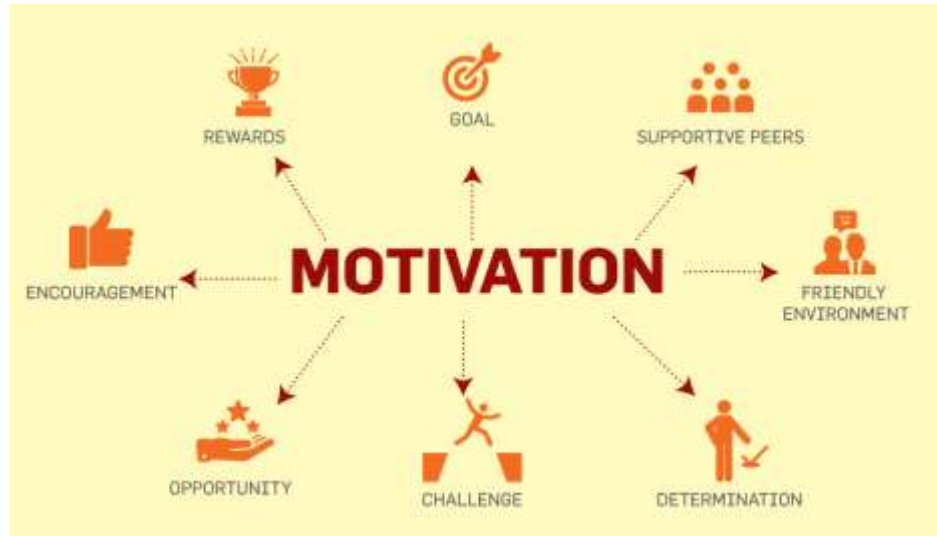 GOAL
REWARDS
SUPPORTIVE PEERS
MOTIVATION
ENCOURAGEMENT
FRIENDLY
ENVIRONMENT
OPPORTUNITY
CHALLENGE
DETERMINATION